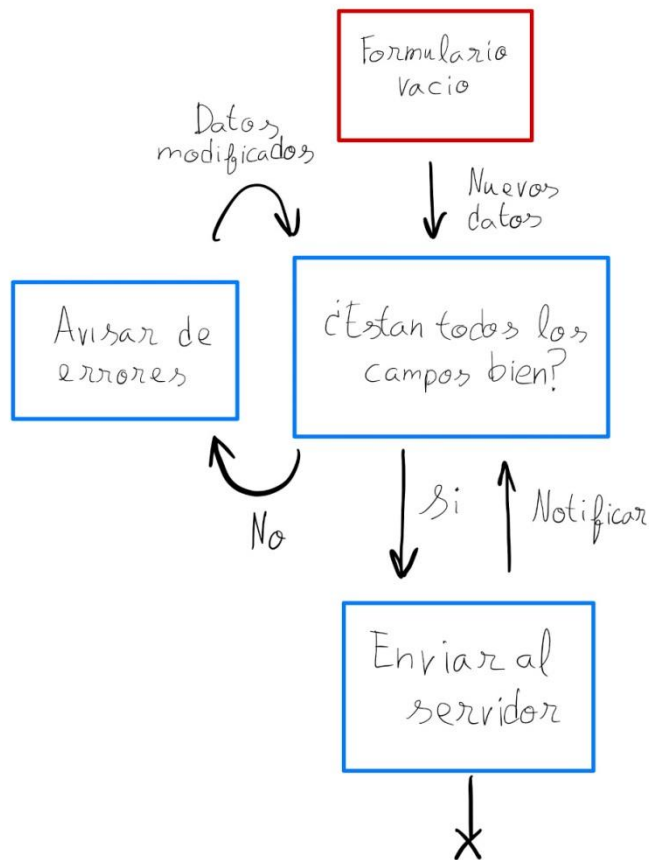 Formulario
vacio
Datos
modificados
Nuevos
datos
Avisar de
errores
¿Estan todos los
campos bien?
No
Si
Notificar
Enviar al
servidor